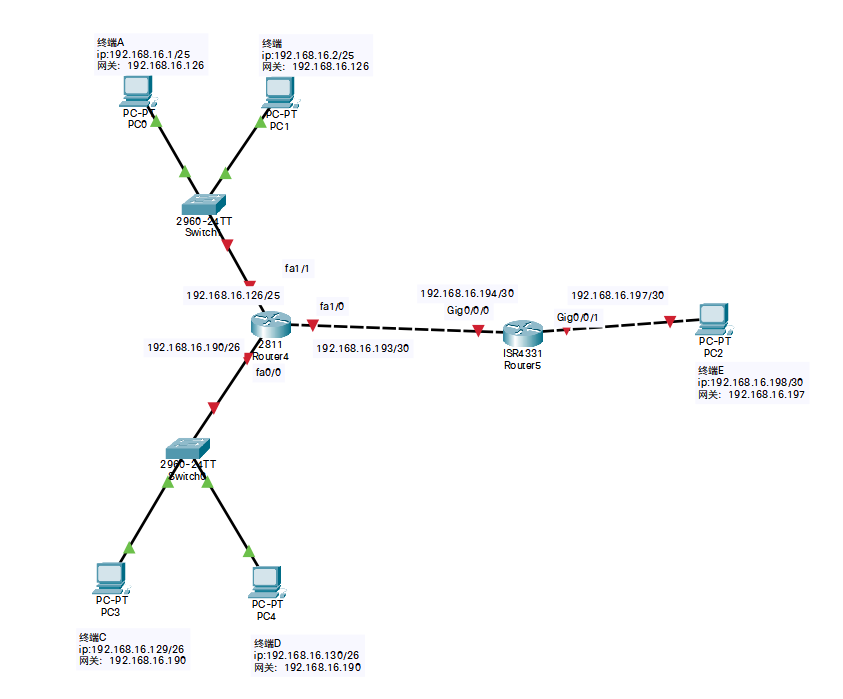 终端A
ip:192.168.16.1/25
网关：192.168.16.126
PC-PT
PC0
终端
ip:192.168.16.2/25
网关：192.168.16.126
PC-PT
PC1
2960-24TT
Switch
fa1/1
192.168.16.126/25
fa1/0
2811
Router4
192.168.16.190/26
fa0/0
192.168.16.193/30
192.168.16.194/30
Gig0/0/0
ISR4331
Router5
192.168.16.197/30
Gig0/0/1
PC-PT
PC2
终端E
ip:192.168.16.198/30
网关：192.168.16.197
2960-24TT
Switch0
PC-PT
PC3
终端C
ip:192.168.16.129/26
网关：192.168.16.190
PC-PT
PC4
终端D
ip:192.168.16.130/26
网关：192.168.16.190